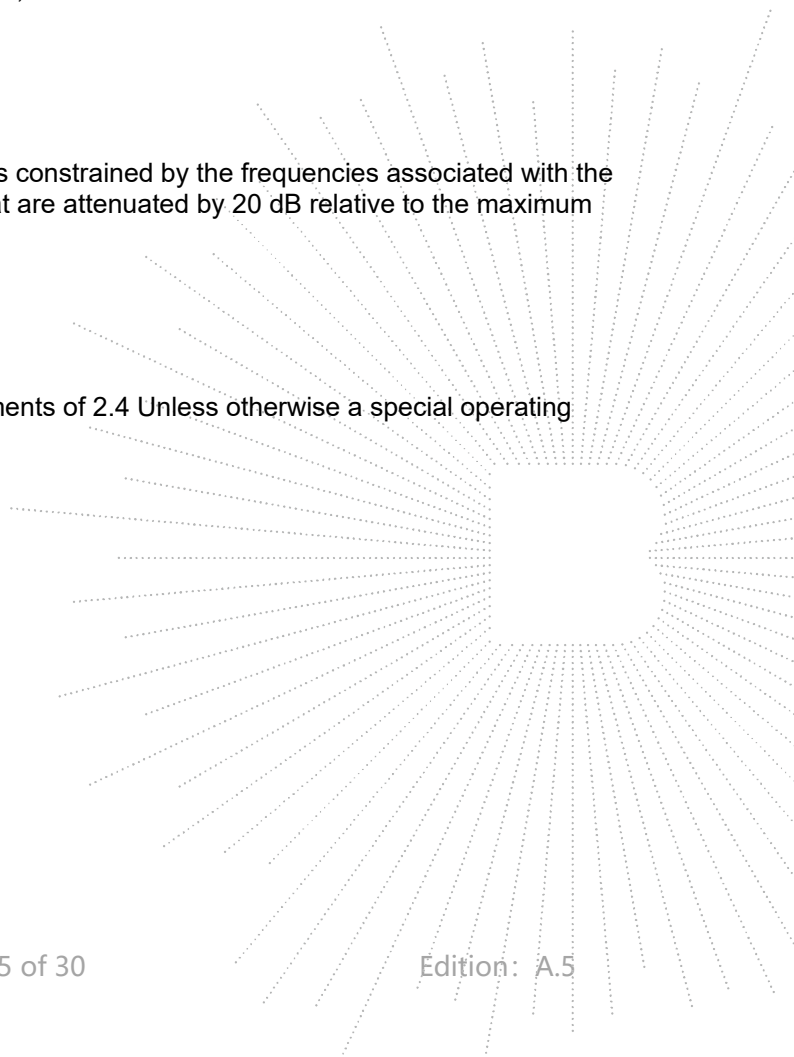 s constrained by the frequencies associated with the
t are attenuated by 20 dB relative to the maximum
nents of 2.4 Unless otherwise a special operating
5 of 30 Edition: A.5